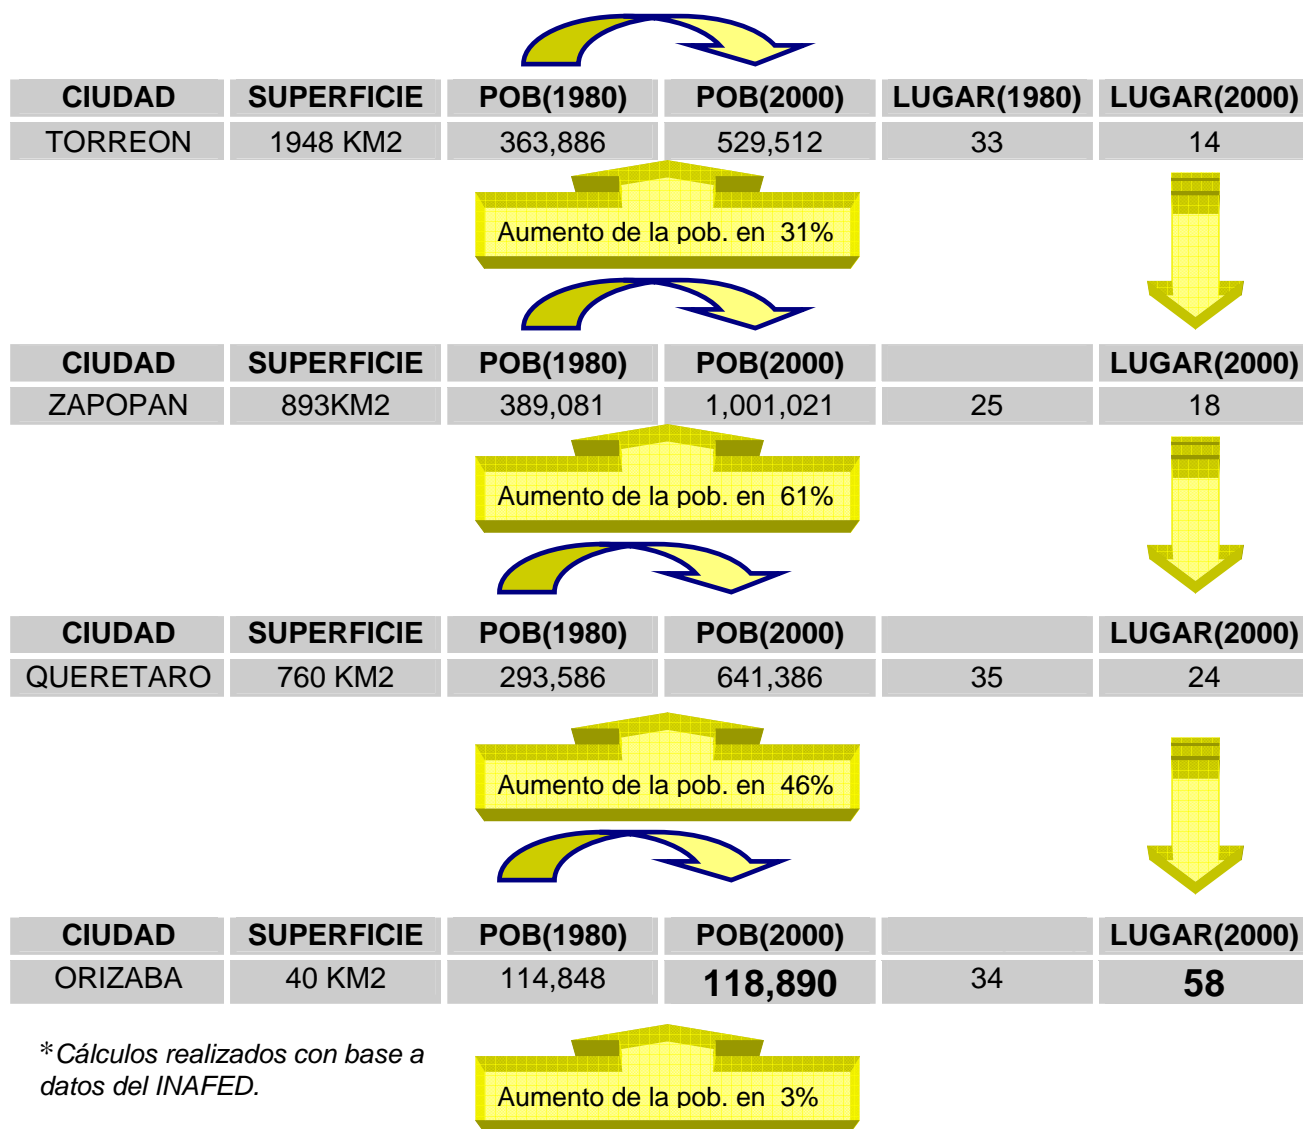 CIUDAD SUPERFICIE POB(1980) POB(2000) LUGAR(1980) LUGAR(2000)
TORREON 1948 KM2 363,886 529,512 33 14
Aumento de la pob. en 31%
CIUDAD SUPERFICIE POB(1980) POB(2000) LUGAR(2000)
ZAPOPAN 893KM2 389,081 1,001,021 25 18
Aumento de la pob. en 61%
CIUDAD SUPERFICIE POB(1980) POB(2000) LUGAR(2000)
QUERETARO 760 KM2 293,586 641,386 35 24
Aumento de la pob. en 46%
CIUDAD SUPERFICIE POB(1980) POB(2000) LUGAR(2000)
ORIZABA 40 KM2 114,848 118,890 34 58
*Cálculos realizados con base a
datos del INAFED.
Aumento de la pob. en 3%